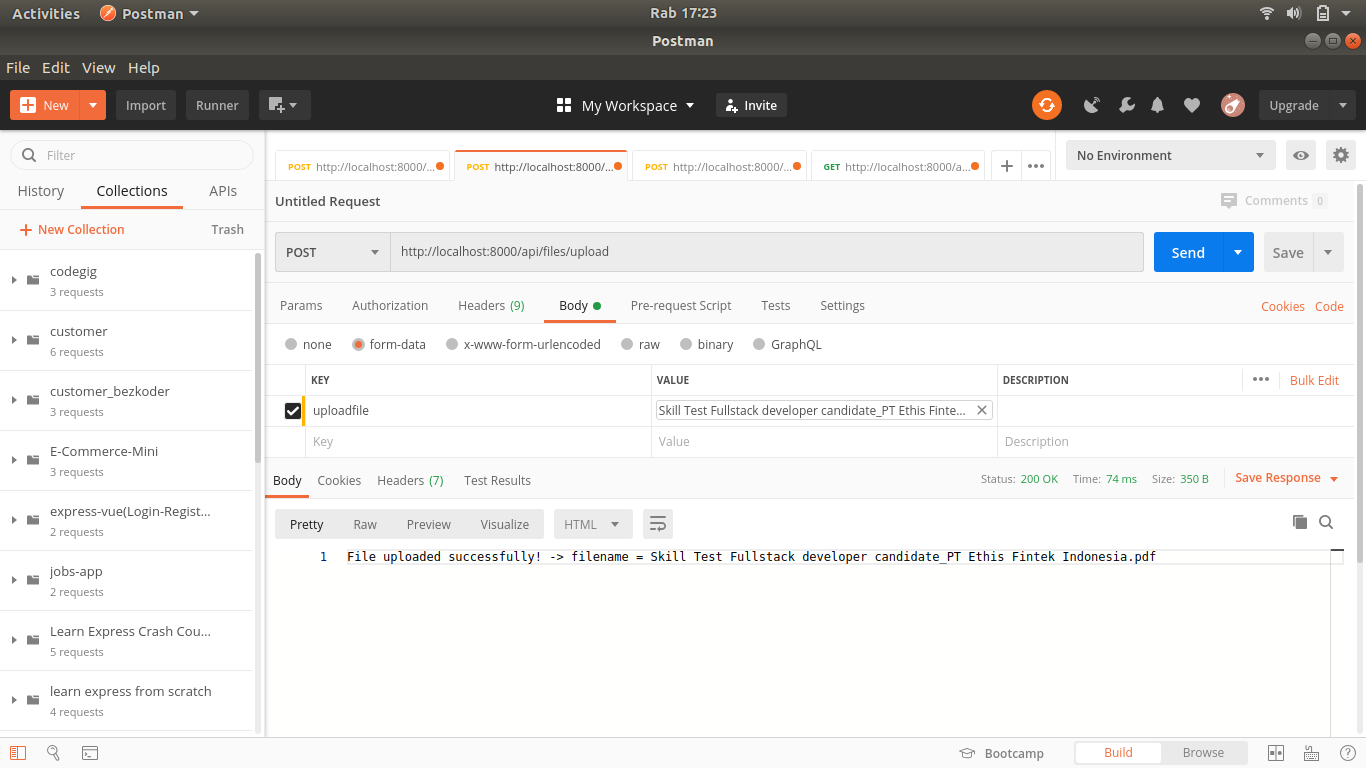 Activities Postman Rab 17:23
Postman
File Edit View Help
New Import Runner My Workspace Invite Upgrade
Filter
History Collections APIs
New Collection Trash
codegig
3 requests
customer
6 requests
customer_bezkoder
3 requests
E-Commerce-Mini
3 requests
express-vue(Login-Regist...
2 requests
jobs-app
2 requests
Learn Express Crash Cou...
5 requests
learn express from scratch
4 requests
POST http://localhost:8000/... POST http://localhost:8000/... POST http://localhost:8000/... GET http://localhost:8000/a... No Environment
Untitled Request Comments 0
POST http://localhost:8000/api/files/upload Send Save
Params Authorization Headers (9) Body Pre-request Script Tests Settings Cookies Code
none form-data x-www-form-urlencoded raw binary GraphQL
KEY VALUE DESCRIPTION Bulk Edit
uploadfile Skill Test Fullstack developer candidate_PT Ethis Finte...
Key Value Description
Body Cookies Headers (7) Test Results Status: 200 OK Time: 74 ms Size: 350 B Save Response
Pretty Raw Preview Visualize HTML
1 File uploaded successfully! -> filename = Skill Test Fullstack developer candidate_PT Ethis Fintek Indonesia.pdf
Bootcamp Build Browse